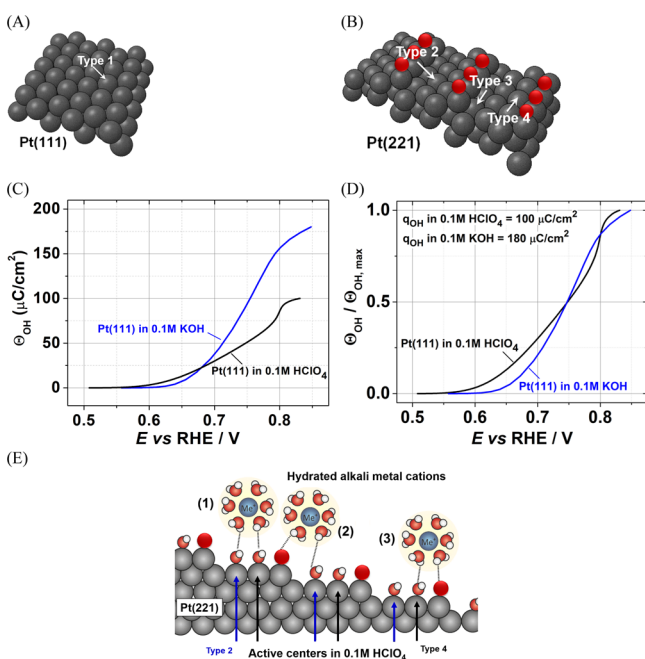 (A)
Type 1
Pt(111)
(B)
Type 2
Type 3
Type 4
Pt(221)
(C)
Θ_OH (μC/cm²)
200
150
100
50
0
Pt(111) in 0.1M KOH
Pt(111) in 0.1M HClO₄
0.5 0.6 0.7 0.8
E vs RHE / V
(D)
Θ_OH / Θ_OH, max
1.0
0.5
0.0
q_OH in 0.1M HClO₄ = 100 μC/cm²
q_OH in 0.1M KOH = 180 μC/cm²
Pt(111) in 0.1M HClO₄
Pt(111) in 0.1M KOH
0.5 0.6 0.7 0.8
E vs RHE / V
(E)
Hydrated alkali metal cations
(1)
(2)
(3)
Me⁺
Me⁺
Me⁺
Pt(221)
Type 2
Active centers in 0.1M HClO₄
Type 4